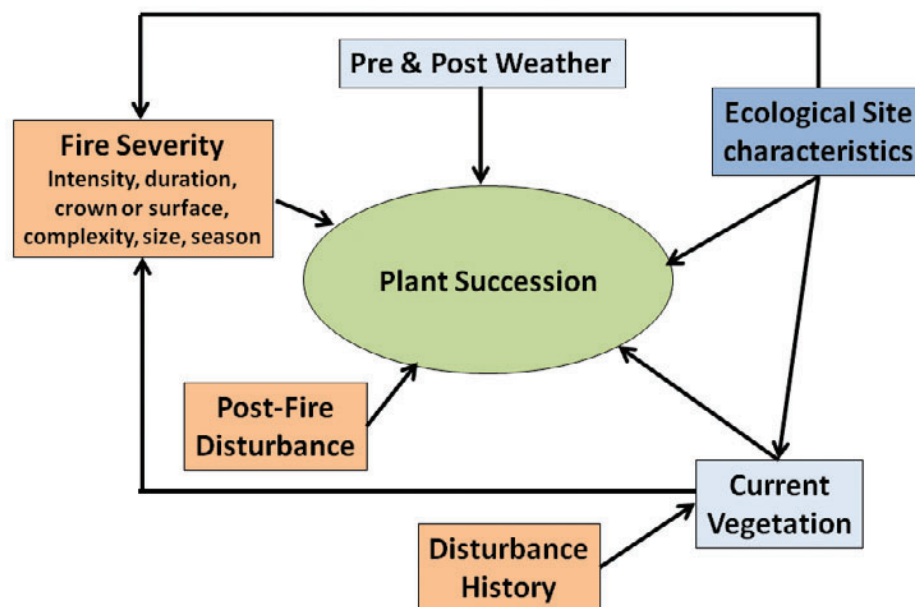 Pre & Post Weather
Ecological Site
characteristics
Fire Severity
Intensity, duration,
crown or surface,
complexity, size, season
Plant Succession
Post-Fire
Disturbance
Current
Vegetation
Disturbance
History